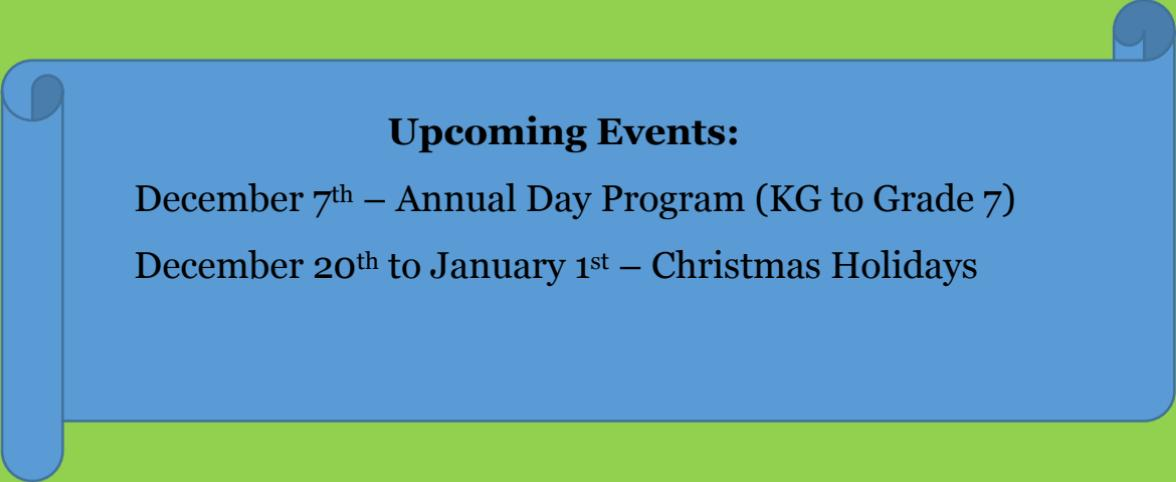 Upcoming Events:
December 7th – Annual Day Program (KG to Grade 7)
December 20th to January 1st – Christmas Holidays